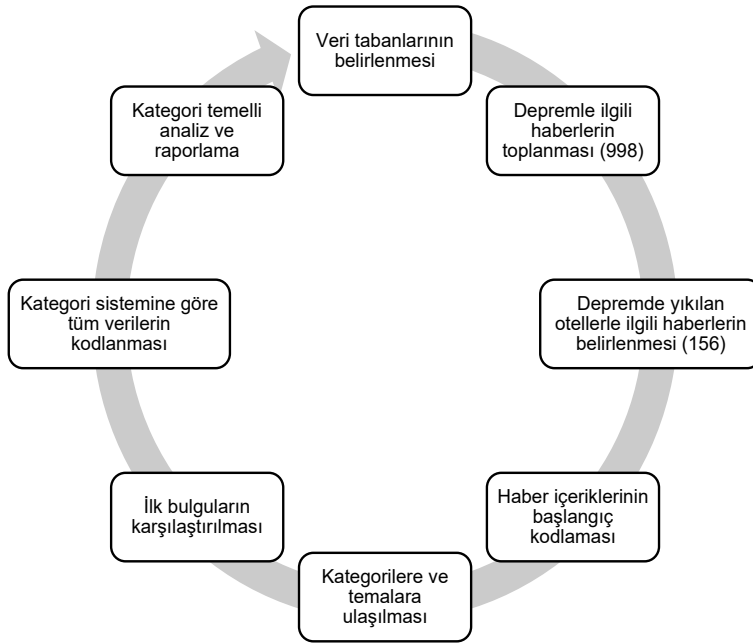 Veri tabanlarının
belirlenmesi
Depremle ilgili
haberlerin
toplanması (998)
Depremde yıkılan
otellerle ilgili haberlerin
belirlenmesi (156)
Haber içeriklerinin
başlangıç
kodlaması
Kategorilere ve
temalara
ulaşılması
İlk bulguların
karşılaştırılması
Kategori sistemine göre
tüm verilerin
kodlanması
Kategori temelli
analiz ve
raporlama